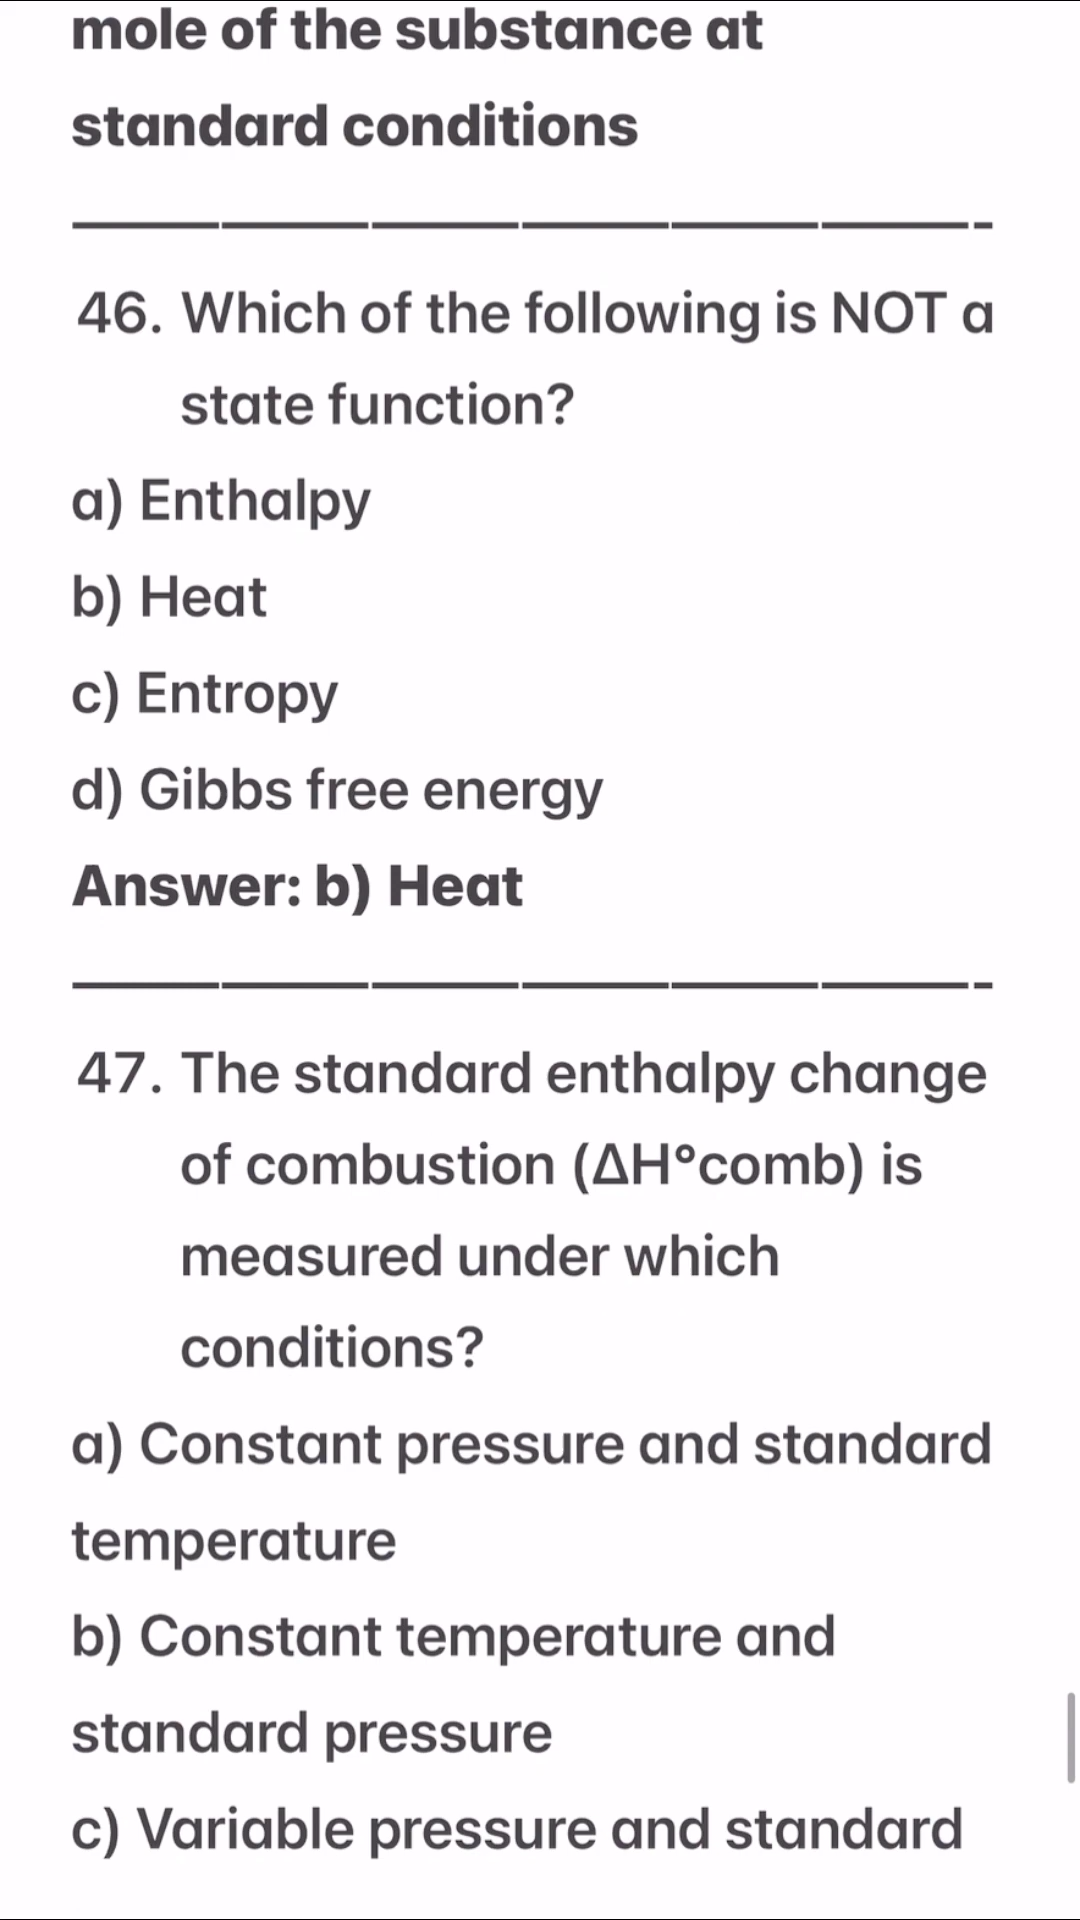 mole of the substance at
standard conditions
——————-
46. Which of the following is NOT a
state function?
a) Enthalpy
b) Heat
c) Entropy
d) Gibbs free energy
Answer: b) Heat
——————-
47. The standard enthalpy change
of combustion (ΔH°comb) is
measured under which
conditions?
a) Constant pressure and standard
temperature
b) Constant temperature and
standard pressure
c) Variable pressure and standard